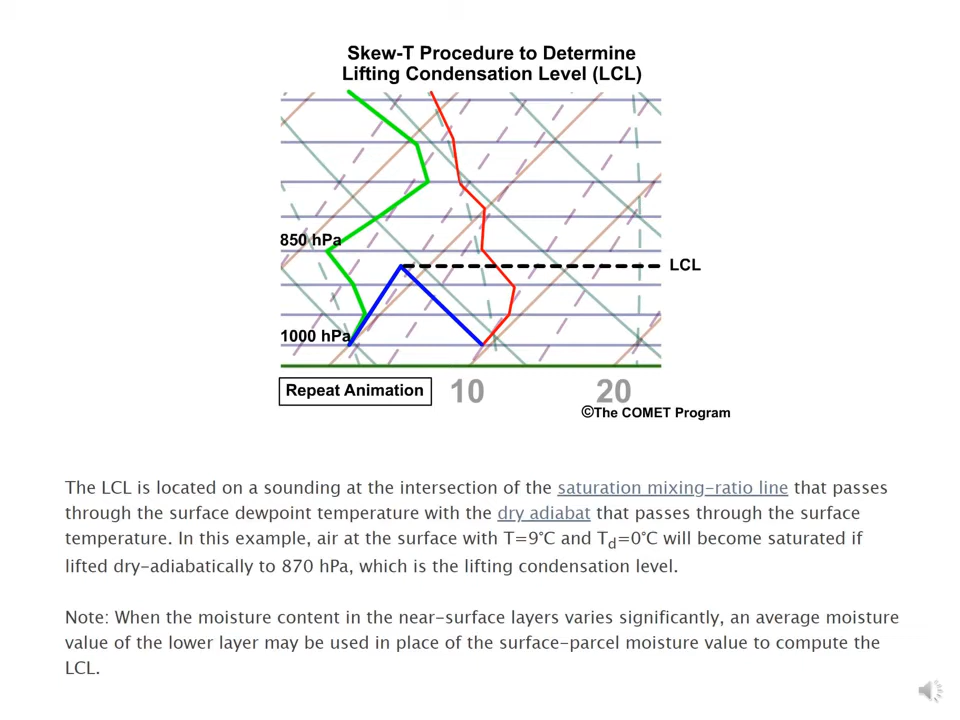 Skew-T Procedure to Determine
Lifting Condensation Level (LCL)
850 hPa
LCL
1000 hPa
Repeat Animation
10
20
©The COMET Program
The LCL is located on a sounding at the intersection of the saturation mixing-ratio line that passes
through the surface dewpoint temperature with the dry adiabat that passes through the surface
temperature. In this example, air at the surface with T=9°C and Td=0°C will become saturated if
lifted dry-adiabatically to 870 hPa, which is the lifting condensation level.
Note: When the moisture content in the near-surface layers varies significantly, an average moisture
value of the lower layer may be used in place of the surface-parcel moisture value to compute the
LCL.